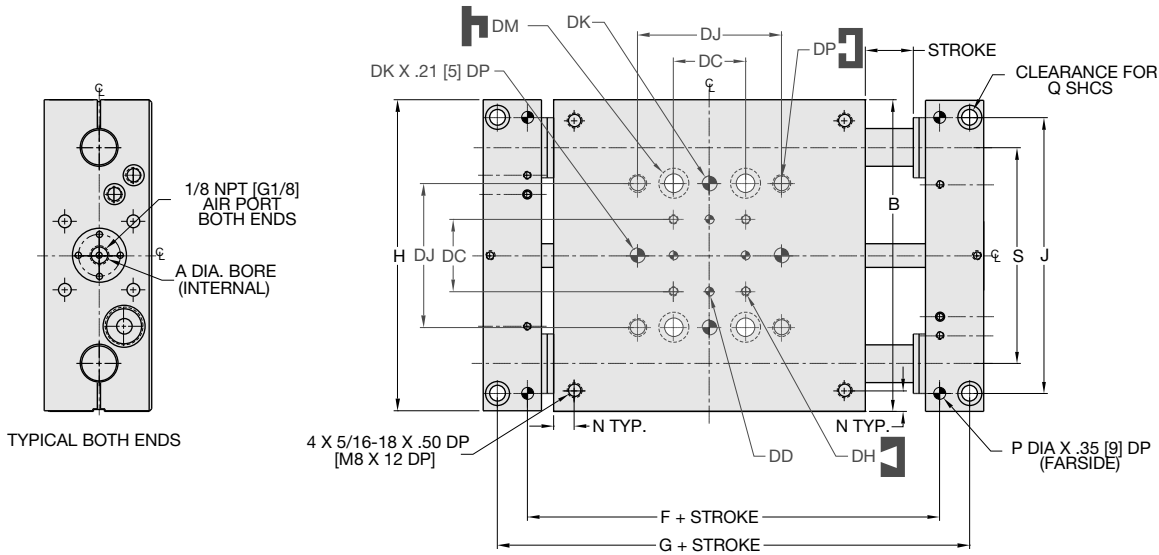 DM
DK
DJ
DP
STROKE
DC
DK X .21 [5] DP
℄
CLEARANCE FOR
Q SHCS
℄
1/8 NPT [G1/8]
AIR PORT
BOTH ENDS
℄
A DIA. BORE
(INTERNAL)
H
DJ
DC
B
℄
S
J
TYPICAL BOTH ENDS
4 X 5/16-18 X .50 DP
[M8 X 12 DP]
N TYP.
DD
DH
N TYP.
P DIA X .35 [9] DP
(FARSIDE)
F + STROKE
G + STROKE